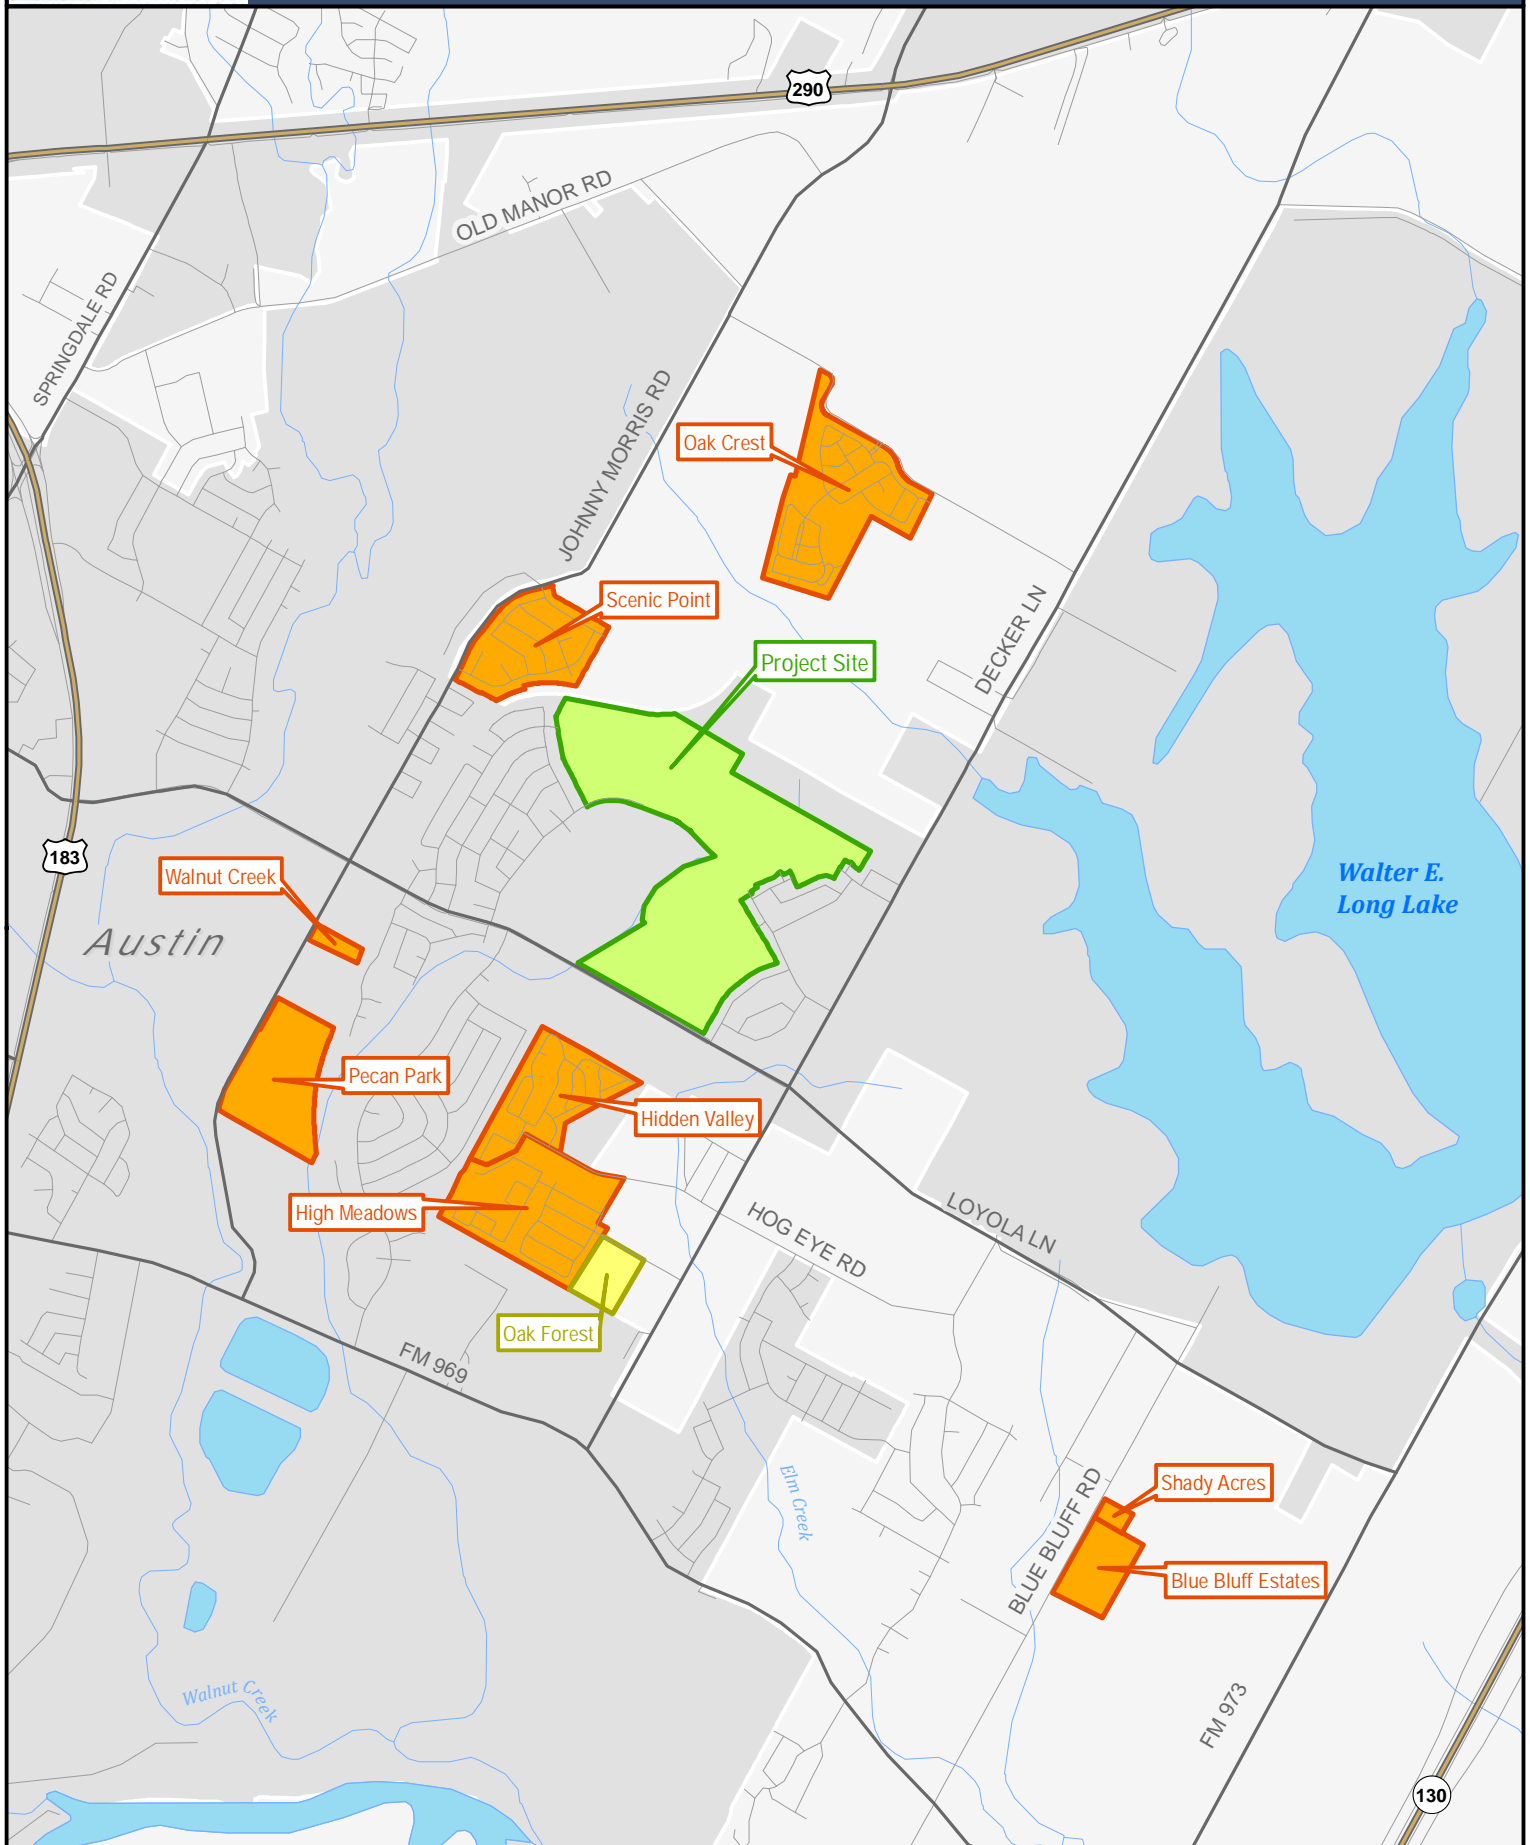 290
OLD MANOR RD
SPRINGDALE RD
JOHNNY MORRIS RD
Oak Crest
Scenic Point
DECKER LN
Project Site
183
Walnut Creek
Walter E.
Long Lake
Austin
Pecan Park
Hidden Valley
High Meadows
HOG EYE RD
LOYOLA LN
Oak Forest
FM 969
Elm Creek
BLUE BLUFF RD
Shady Acres
Blue Bluff Estates
Walnut Creek
FM 973
130